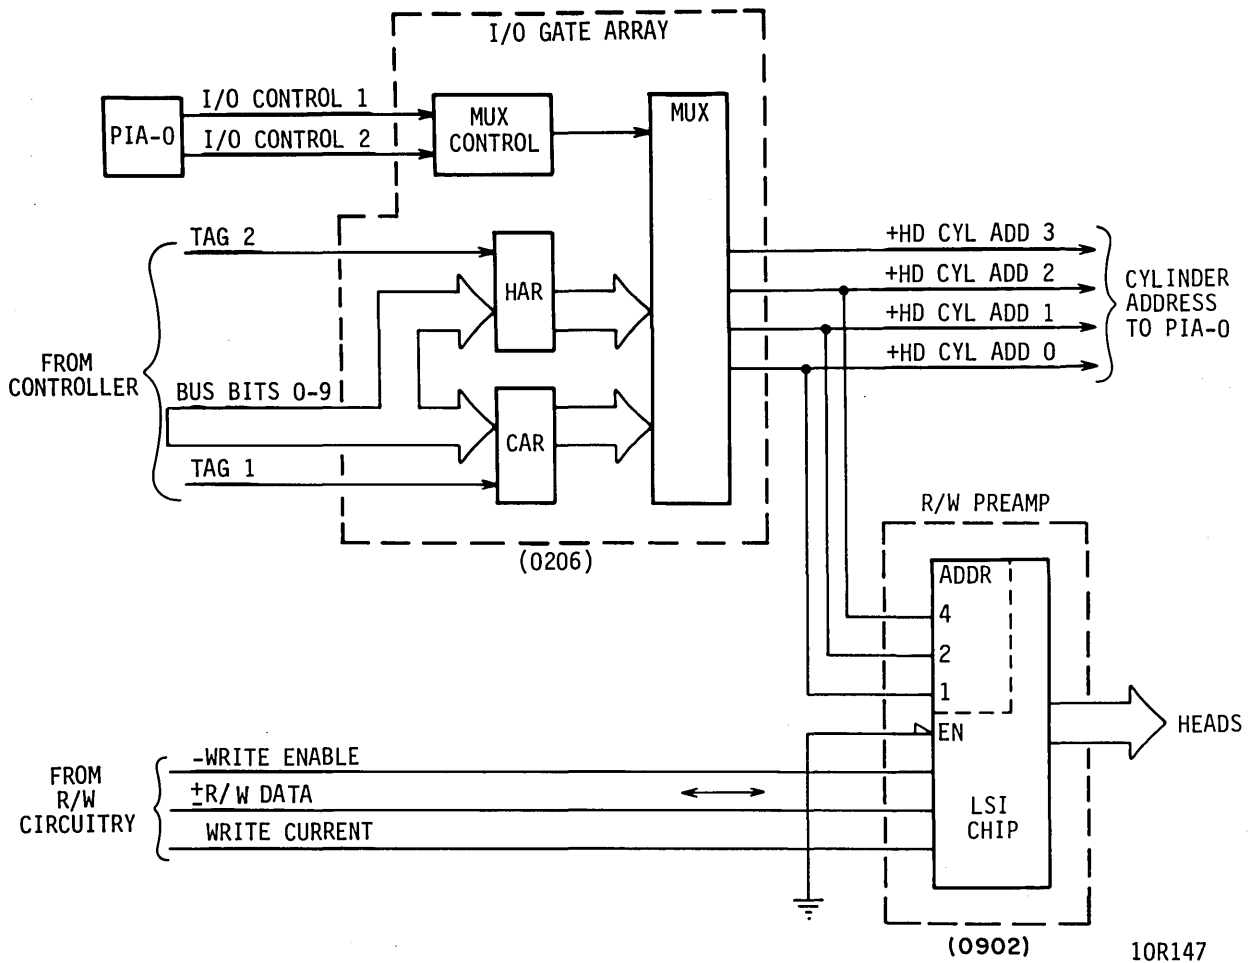 I/O GATE ARRAY
PIA-0
I/O CONTROL 1
I/O CONTROL 2
MUX
CONTROL
MUX
TAG 2
HAR
+HD CYL ADD 3
+HD CYL ADD 2
+HD CYL ADD 1
+HD CYL ADD 0
CYLINDER
ADDRESS
TO PIA-0
FROM
CONTROLLER
BUS BITS 0-9
CAR
TAG 1
(0206)
R/W PREAMP
ADDR
4
2
1
EN
LSI
CHIP
HEADS
FROM
R/W
CIRCUITRY
-WRITE ENABLE
±R/W DATA
WRITE CURRENT
(0902)
10R147